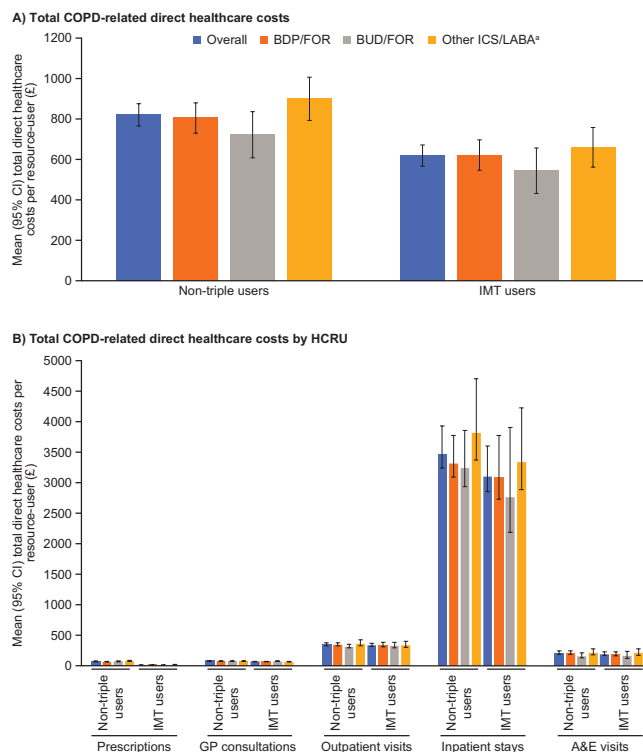 A) Total COPD-related direct healthcare costs
Overall BDP/FOR BUD/FOR Other ICS/LABAᵃ
Mean (95% CI) total direct healthcare
costs per resource-user (£)
1200
1000
800
600
400
200
0
Non-triple users IMT users
B) Total COPD-related direct healthcare costs by HCRU
Mean (95% CI) total direct healthcare costs per
resource-user (£)
5000
4500
4000
3500
3000
2500
2000
1500
1000
500
0
Non-triple
users
IMT users
Non-triple
users
IMT users
Non-triple
users
IMT users
Non-triple
users
IMT users
Non-triple
users
IMT users
Prescriptions GP consultations Outpatient visits Inpatient stays A&E visits